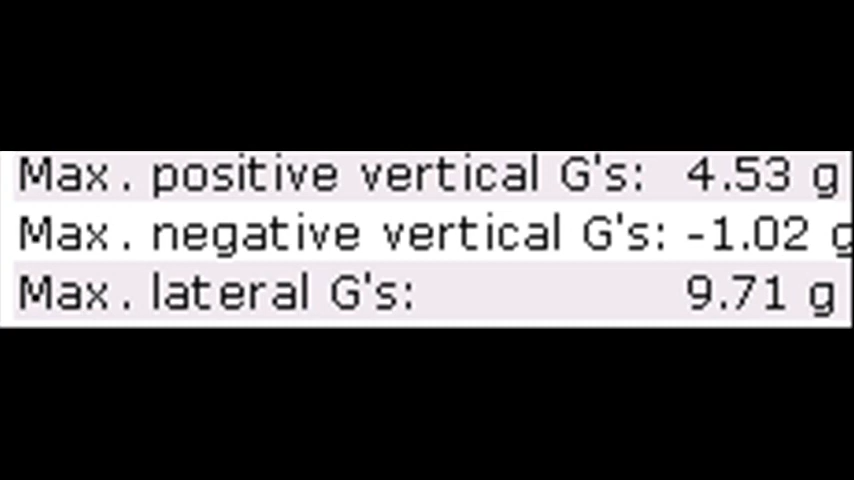 Max. positive vertical G's: 4.53 g
Max. negative vertical G's: -1.02 g
Max. lateral G's: 9.71 g